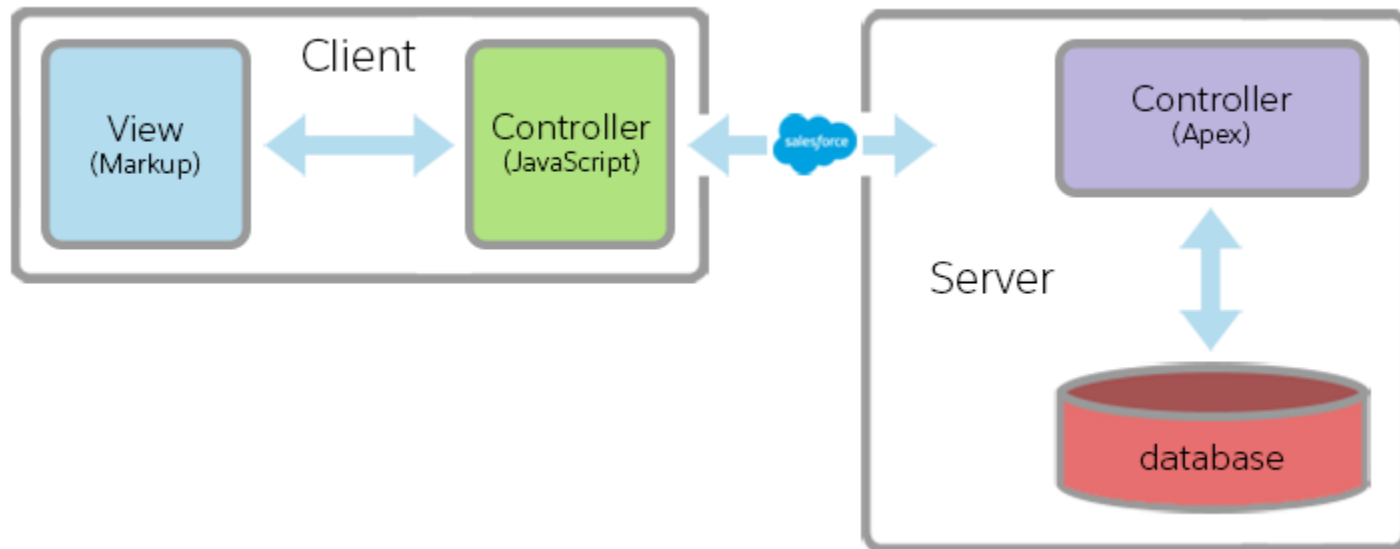 Client
View
(Markup)
Controller
(JavaScript)
salesforce
Controller
(Apex)
Server
database